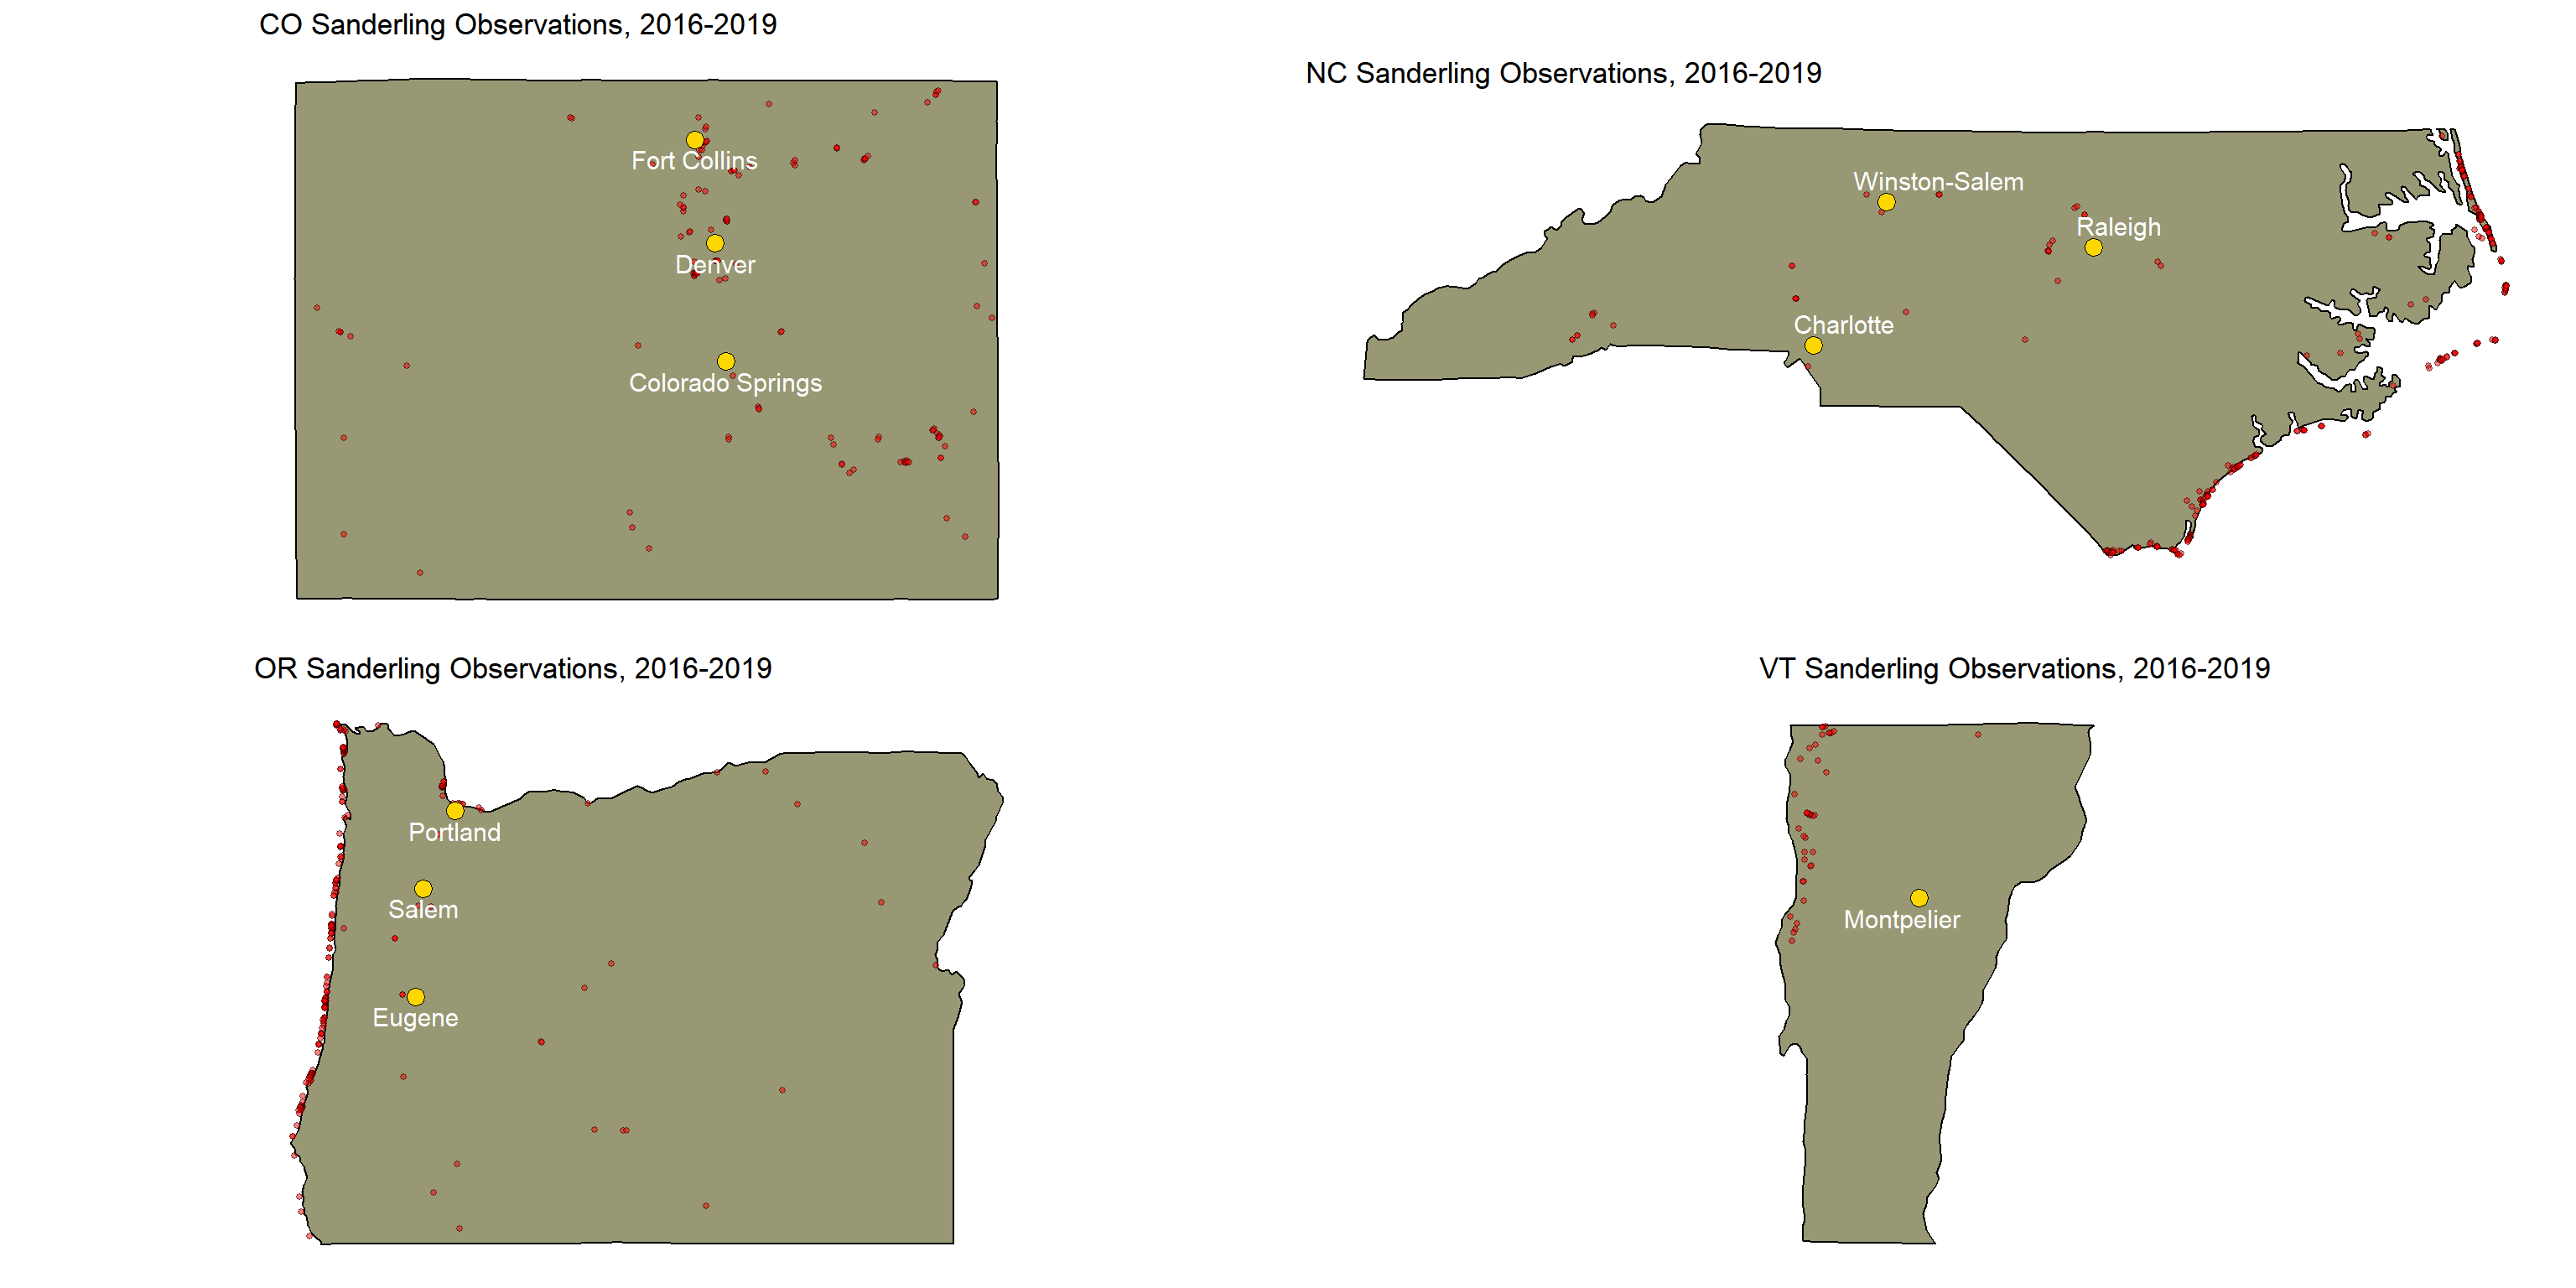 CO Sanderling Observations, 2016-2019
Fort Collins
Denver
Colorado Springs
NC Sanderling Observations, 2016-2019
Winston-Salem
Raleigh
Charlotte
OR Sanderling Observations, 2016-2019
Portland
Salem
Eugene
VT Sanderling Observations, 2016-2019
Montpelier